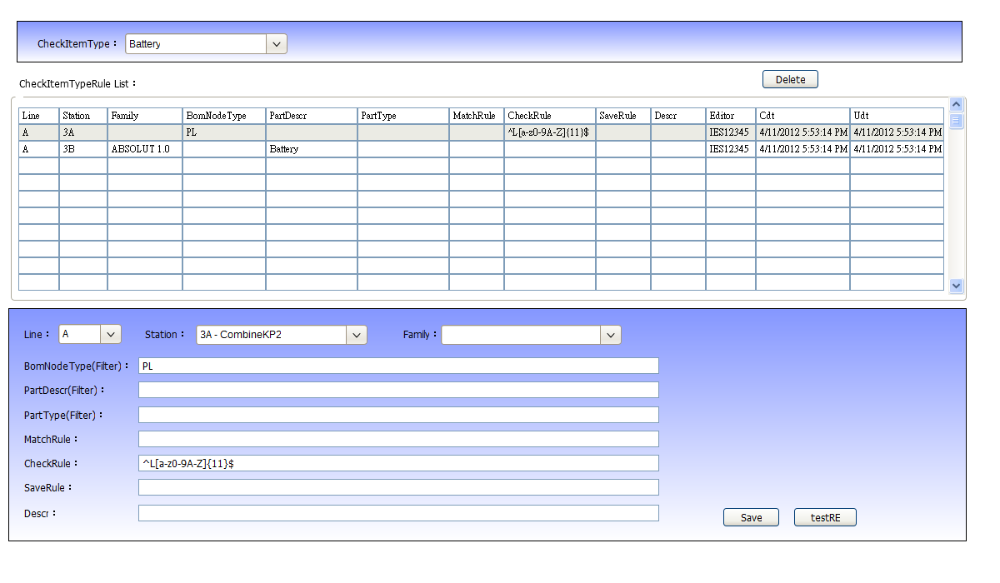 CheckItemType： Battery
CheckItemTypeRule List： Delete
Line Station Family BomNodeType PartDescr PartType MatchRule CheckRule SaveRule Descr Editor Cdt Udt
A 3A PL ^L[a-z0-9A-Z]{11}$ IES12345 4/11/2012 5:53:14 PM 4/11/2012 5:53:14 PM
A 3B ABSOLUT 1.0 Battery IES12345 4/11/2012 5:53:14 PM 4/11/2012 5:53:14 PM
Line： A Station： 3A - CombineKP2 Family：
BomNodeType(Filter)： PL
PartDescr(Filter)：
PartType(Filter)：
MatchRule：
CheckRule： ^L[a-z0-9A-Z]{11}$
SaveRule：
Descr：
Save testRE